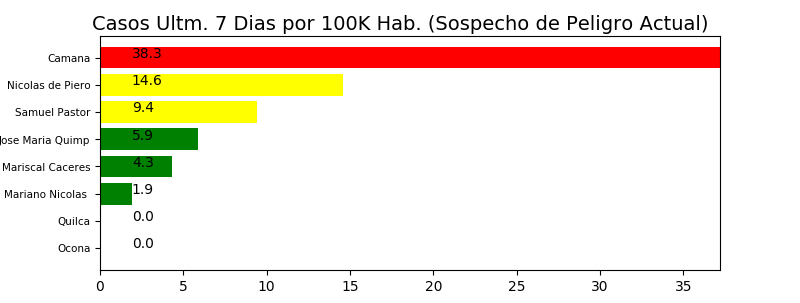 Casos Ultm. 7 Dias por 100K Hab. (Sospecho de Peligro Actual)
Camana 38.3
Nicolas de Piero 14.6
Samuel Pastor 9.4
Jose Maria Quimp 5.9
Mariscal Caceres 4.3
Mariano Nicolas 1.9
Quilca 0.0
Ocona 0.0
0 5 10 15 20 25 30 35